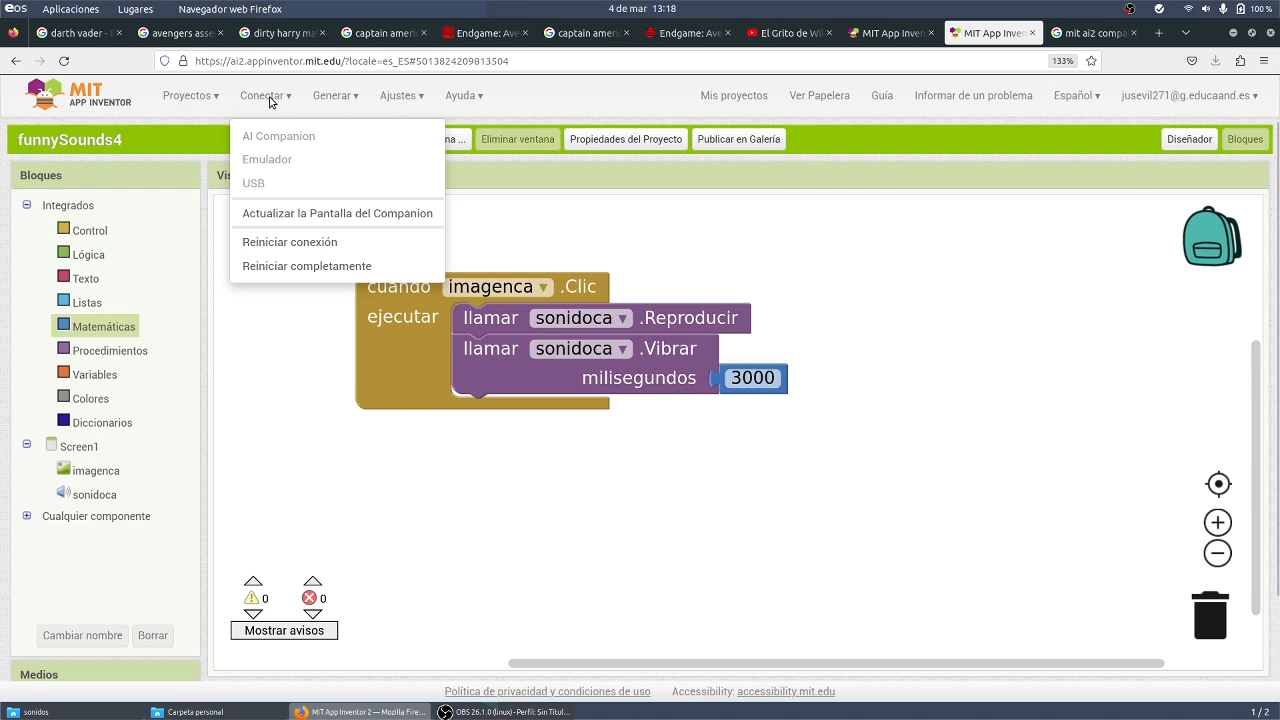 Aplicaciones Lugares Navegador web Firefox 4 de mar 13:18 100 %
darth vader - avengers asse dirty harry ma captain ameri Endgame: Ave captain ameri Endgame: Ave El Grito de Wil MIT App Inven MIT App Inven mit ai2 compa
https://ai2.appinventor.mit.edu/?locale=es_ES#5013824209813504 133%
MIT
APP INVENTOR
Proyectos Conectar Generar Ajustes Ayuda Mis proyectos Ver Papelera Guía Informar de un problema Español jusevil271@g.educaand.es
funnySounds4 na ... Eliminar ventana Propiedades del Proyecto Publicar en Galería Diseñador Bloques
AI Companion
Emulador
USB
Actualizar la Pantalla del Companion
Reiniciar conexión
Reiniciar completamente
Bloques
Integrados
Control
Lógica
Texto
Listas
Matemáticas
Procedimientos
Variables
Colores
Diccionarios
Screen1
imagenca
sonidoca
Cualquier componente
Cambiar nombre Borrar
Medios
Vis
cuando imagenca .Clic
ejecutar llamar sonidoca .Reproducir
llamar sonidoca .Vibrar
milisegundos 3000
0 0
Mostrar avisos
Política de privacidad y condiciones de uso Accessibility: accessibility.mit.edu
sonidos Carpeta personal MIT App Inventor 2 — Mozilla Fire... OBS 26.1.0 (linux) - Perfil: Sin Títul... 1 / 2